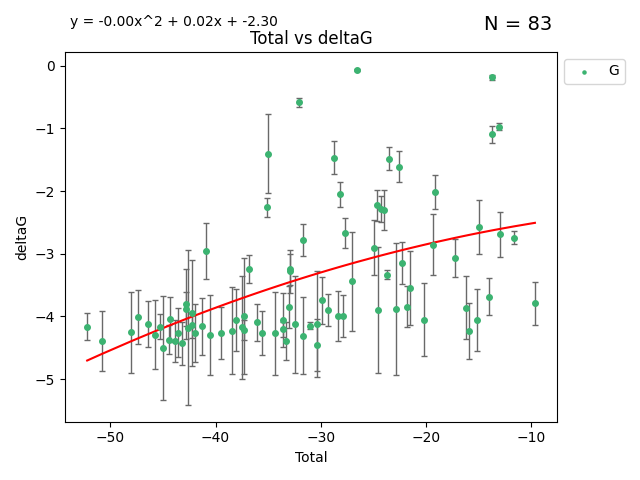 y = -0.00x^2 + 0.02x + -2.30
N = 83
Total vs deltaG
G
deltaG
0
−1
−2
−3
−4
−5
−50 −40 −30 −20 −10
Total